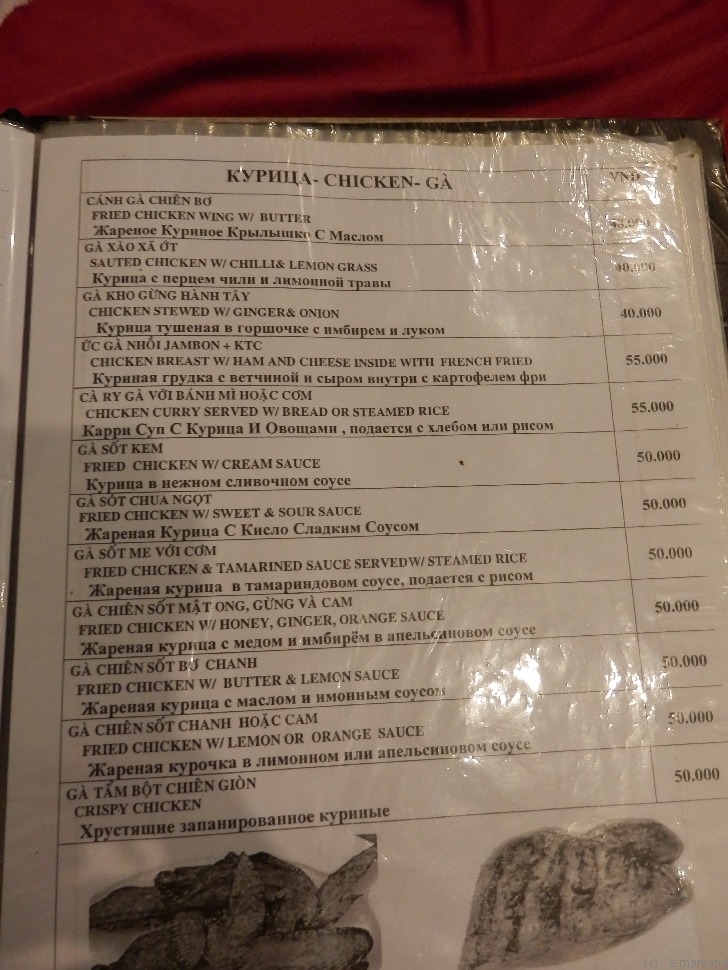 КУРИЦА- CHICKEN- GÀ
VND
CÁNH GÀ CHIÊN BƠ
FRIED CHICKEN WING W/ BUTTER
Жареное Куриное Крылышко С Маслом
GÀ XÀO XÃ ỚT
SAUTED CHICKEN W/ CHILLI& LEMON GRASS
40.000
Курица с перцем чили и лимонной травы
GÀ KHO GỪNG HÀNH TÂY
CHICKEN STEWED W/ GINGER& ONION
40.000
Курица тушеная в горшочке с имбирем и луком
ỨC GÀ NHỒI JAMBON + KTC
CHICKEN BREAST W/ HAM AND CHEESE INSIDE WITH FRENCH FRIED
55.000
Куриная грудка с ветчиной и сыром внутри с картофелем фри
CÀ RY GÀ VỚI BÁNH MÌ HOẶC CƠM
CHICKEN CURRY SERVED W/ BREAD OR STEAMED RICE
55.000
Карри Суп С Курица И Овощами , подается с хлебом или рисом
GÀ SỐT KEM
FRIED CHICKEN W/ CREAM SAUCE
50.000
Курица в нежном сливочном соусе
GÀ SỐT CHUA NGỌT
FRIED CHICKEN W/ SWEET & SOUR SAUCE
50.000
Жареная Курица С Кисло Сладким Соусом
GÀ SỐT ME VỚI CƠM
FRIED CHICKEN & TAMARINED SAUCE SERVEDW/ STEAMED RICE
50.000
Жареная курица в тамариндовом соусе, подается с рисом
GÀ CHIÊN SỐT MẬT ONG, GỪNG VÀ CAM
FRIED CHICKEN W/ HONEY, GINGER, ORANGE SAUCE
50.000
Жареная курица с медом и имбирём в апельсиновом соусе
GÀ CHIÊN SỐT BƠ CHANH
FRIED CHICKEN W/ BUTTER & LEMON SAUCE
50.000
Жареная курица с маслом и имонным соусом
GÀ CHIÊN SỐT CHANH HOẶC CAM
FRIED CHICKEN W/ LEMON OR ORANGE SAUCE
50.000
Жареная курочка в лимонном или апельсиновом соусе
GÀ TẨM BỘT CHIÊN GIÒN
CRISPY CHICKEN
50.000
Хрустящие запанированное куриные